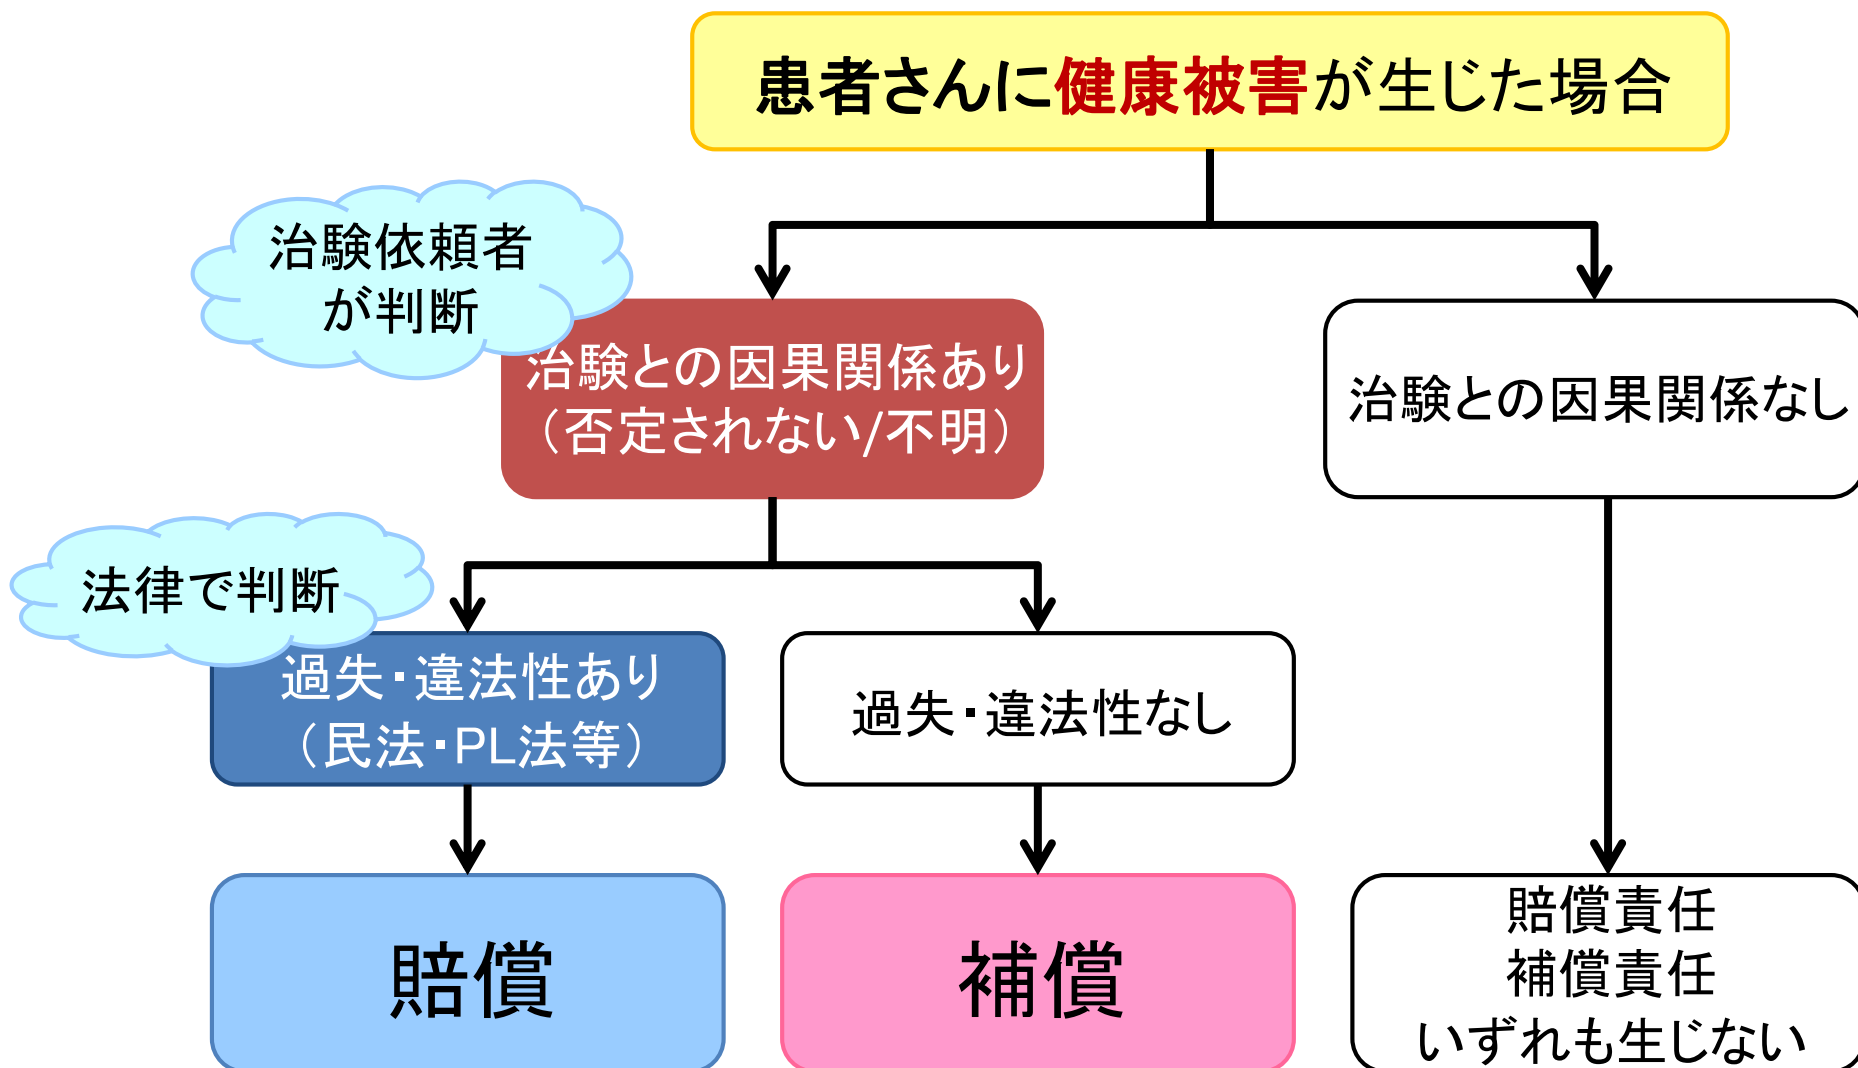 患者さんに健康被害が生じた場合
治験依頼者
が判断
治験との因果関係あり
（否定されない/不明）
治験との因果関係なし
法律で判断
過失・違法性あり
（民法・PL法等）
過失・違法性なし
賠償
補償
賠償責任
補償責任
いずれも生じない